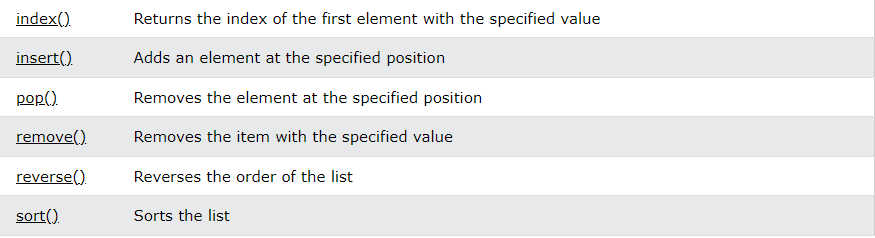 index() Returns the index of the first element with the specified value
insert() Adds an element at the specified position
pop() Removes the element at the specified position
remove() Removes the item with the specified value
reverse() Reverses the order of the list
sort() Sorts the list